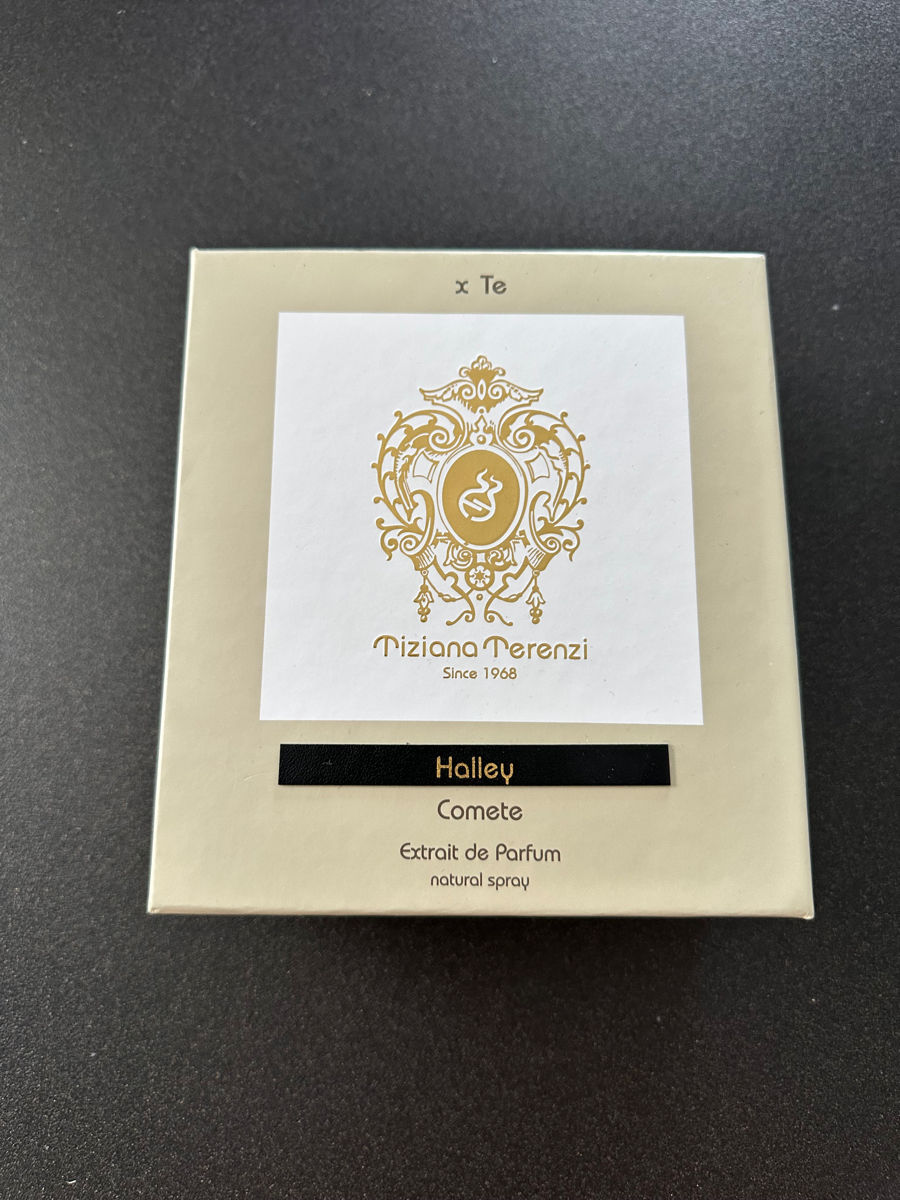 x Te
Tiziana Terenzi
Since 1968
Halley
Comete
Extrait de Parfum
natural spray